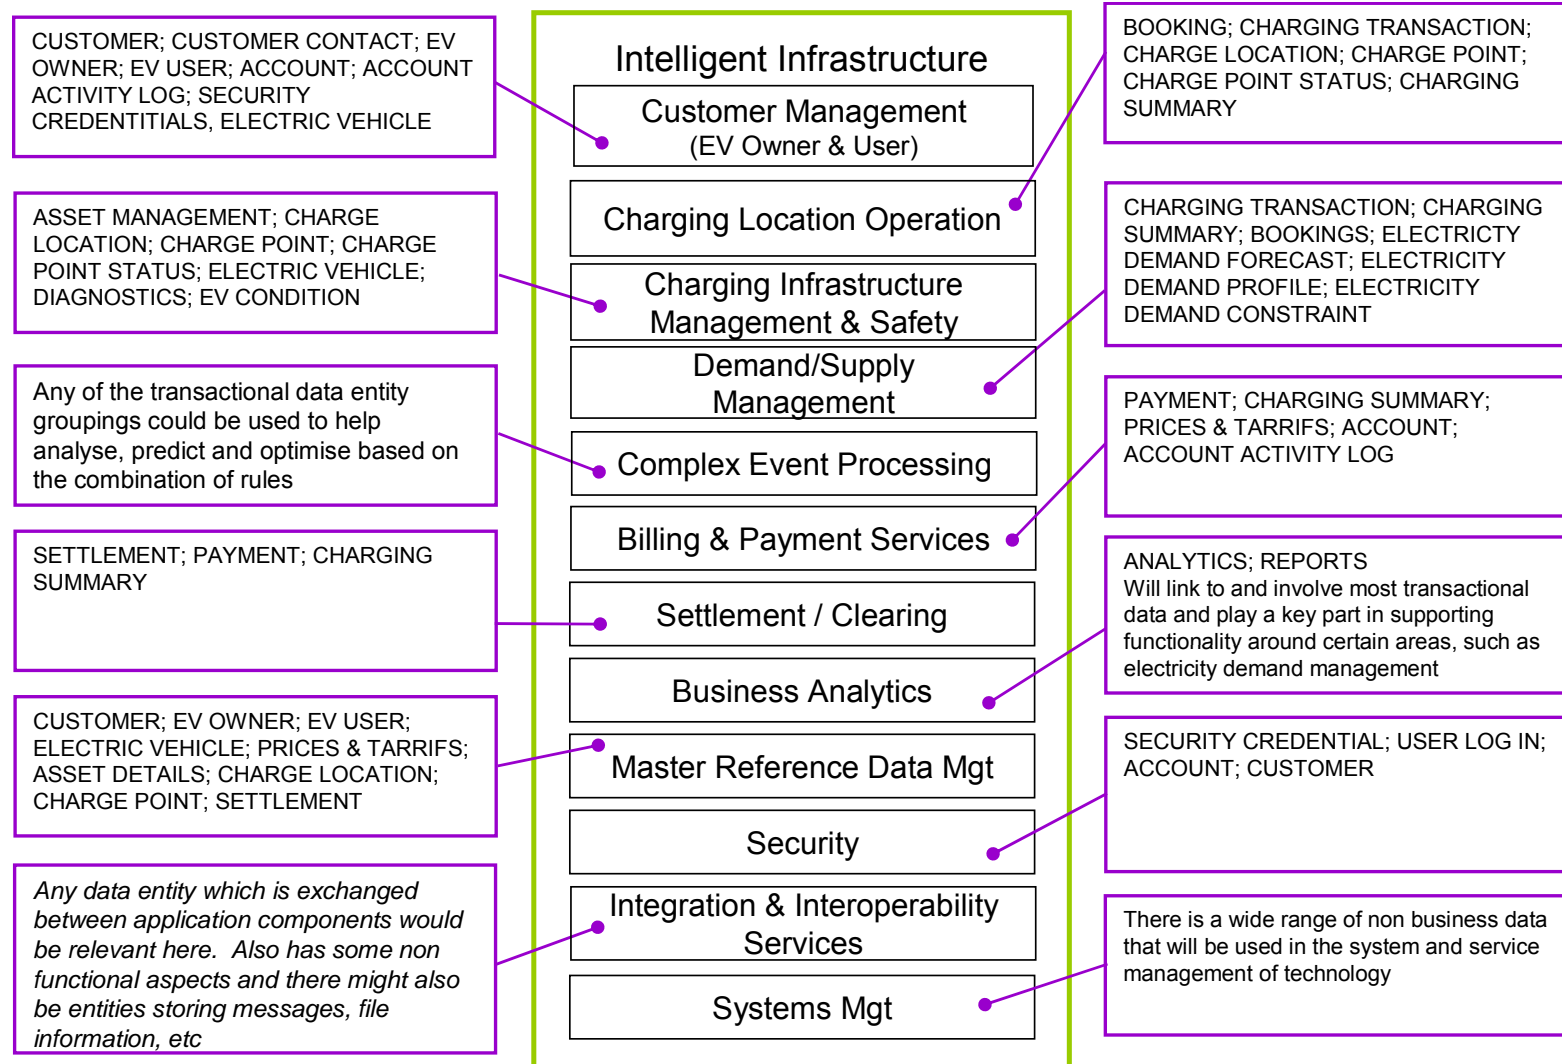 CUSTOMER; CUSTOMER CONTACT; EV
OWNER; EV USER; ACCOUNT; ACCOUNT
ACTIVITY LOG; SECURITY
CREDENTITIALS, ELECTRIC VEHICLE
ASSET MANAGEMENT; CHARGE
LOCATION; CHARGE POINT; CHARGE
POINT STATUS; ELECTRIC VEHICLE;
DIAGNOSTICS; EV CONDITION
Any of the transactional data entity
groupings could be used to help
analyse, predict and optimise based on
the combination of rules
SETTLEMENT; PAYMENT; CHARGING
SUMMARY
CUSTOMER; EV OWNER; EV USER;
ELECTRIC VEHICLE; PRICES & TARRIFS;
ASSET DETAILS; CHARGE LOCATION;
CHARGE POINT; SETTLEMENT
Any data entity which is exchanged
between application components would
be relevant here.  Also has some non
functional aspects and there might also
be entities storing messages, file
information, etc
Intelligent Infrastructure
Customer Management
(EV Owner & User)
Charging Location Operation
Charging Infrastructure
Management & Safety
Demand/Supply
Management
Complex Event Processing
Billing & Payment Services
Settlement / Clearing
Business Analytics
Master Reference Data Mgt
Security
Integration & Interoperability
Services
Systems Mgt
BOOKING; CHARGING TRANSACTION;
CHARGE LOCATION; CHARGE POINT;
CHARGE POINT STATUS; CHARGING
SUMMARY
CHARGING TRANSACTION; CHARGING
SUMMARY; BOOKINGS; ELECTRICTY
DEMAND FORECAST; ELECTRICITY
DEMAND PROFILE; ELECTRICITY
DEMAND CONSTRAINT
PAYMENT; CHARGING SUMMARY;
PRICES & TARRIFS; ACCOUNT;
ACCOUNT ACTIVITY LOG
ANALYTICS; REPORTS
Will link to and involve most transactional
data and play a key part in supporting
functionality around certain areas, such as
electricity demand management
SECURITY CREDENTIAL; USER LOG IN;
ACCOUNT; CUSTOMER
There is a wide range of non business data
that will be used in the system and service
management of technology